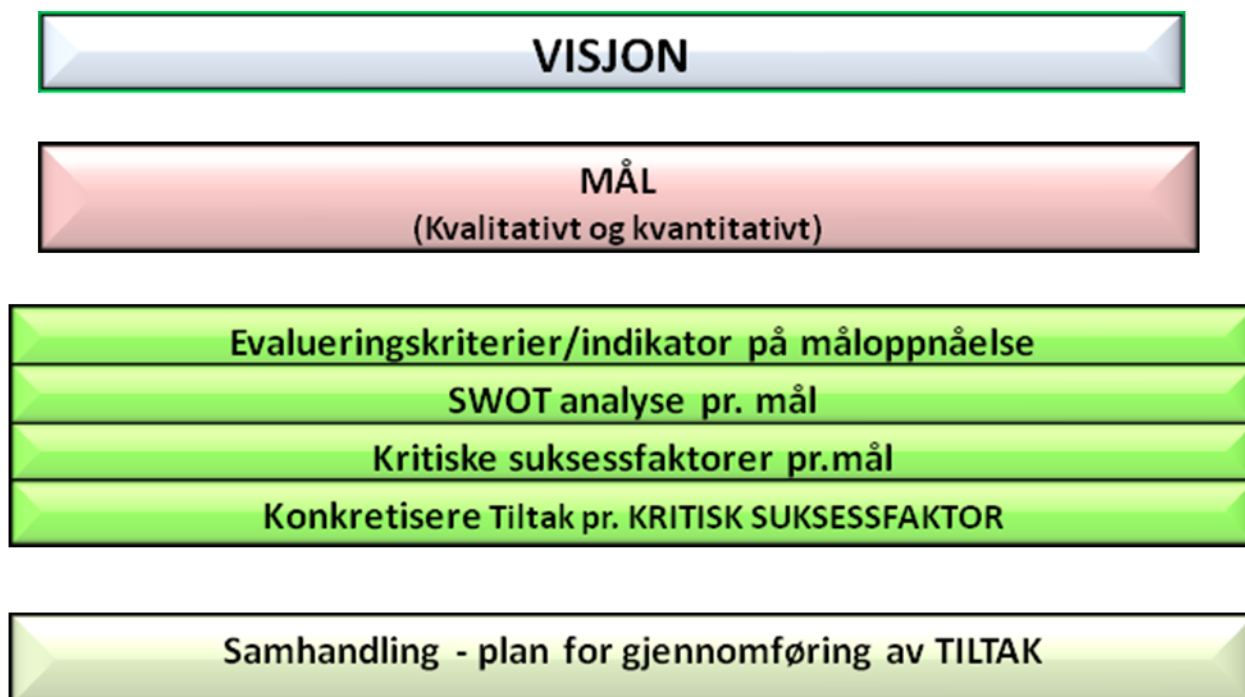 VISJON
MÅL
(Kvalitativt og kvantitativt)
Evalueringskriterier/indikator på måloppnåelse
SWOT analyse pr. mål
Kritiske suksessfaktorer pr.mål
Konkretisere Tiltak pr. KRITISK SUKSESSFAKTOR
Samhandling - plan for gjennomføring av TILTAK